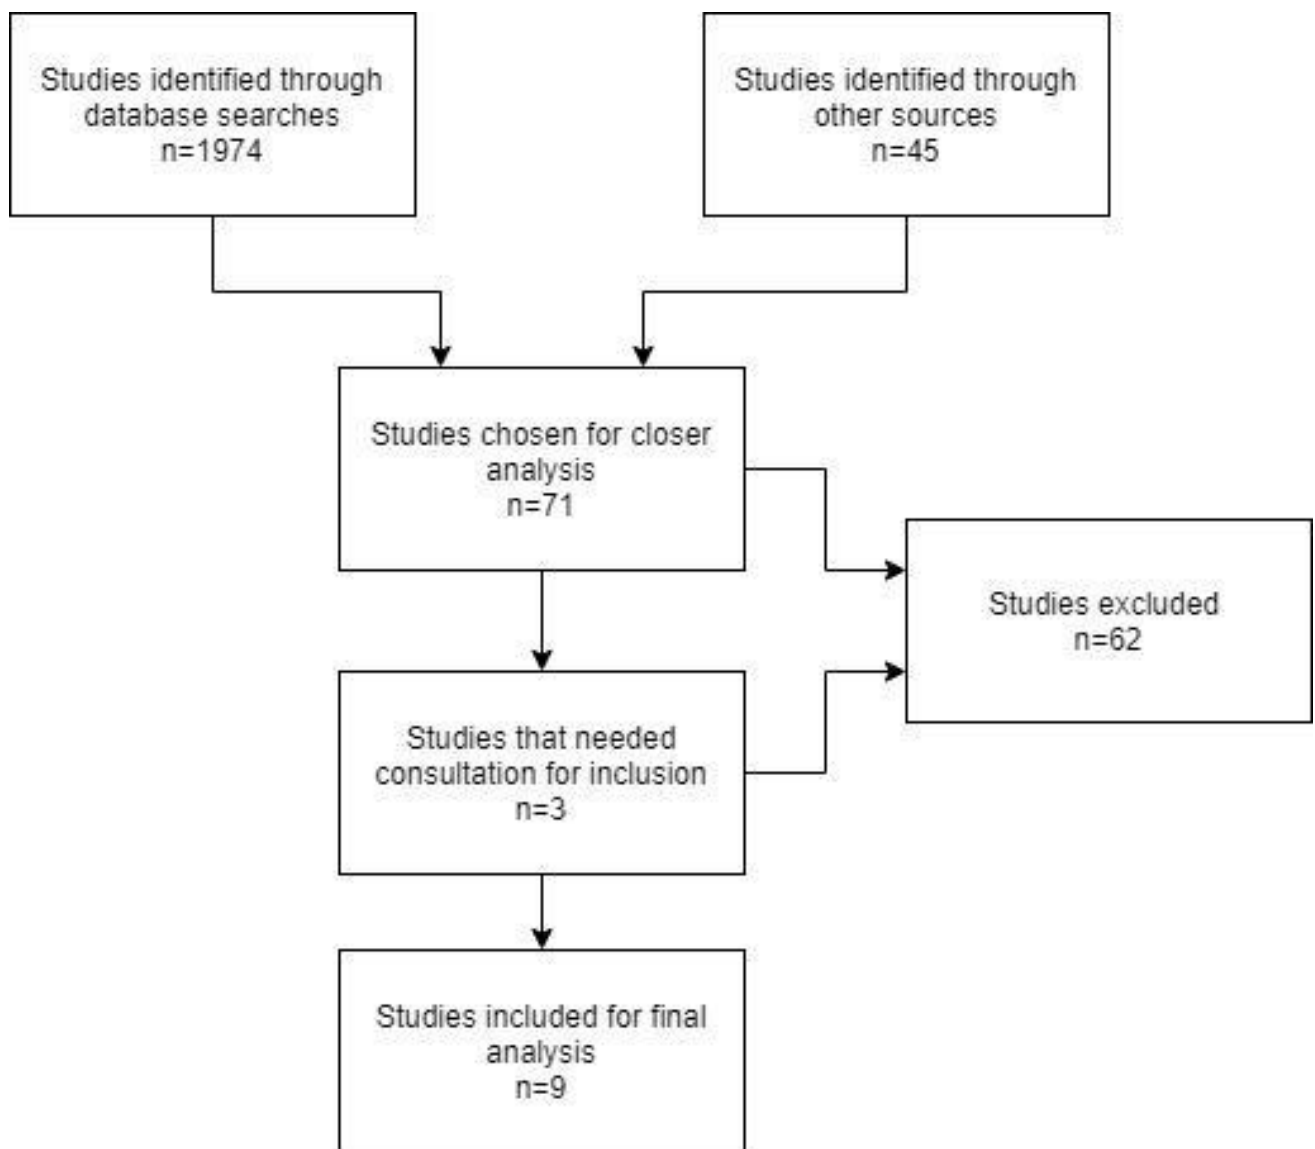 Studies identified through
database searches
n=1974
Studies identified through
other sources
n=45
Studies chosen for closer
analysis
n=71
Studies excluded
n=62
Studies that needed
consultation for inclusion
n=3
Studies included for final
analysis
n=9